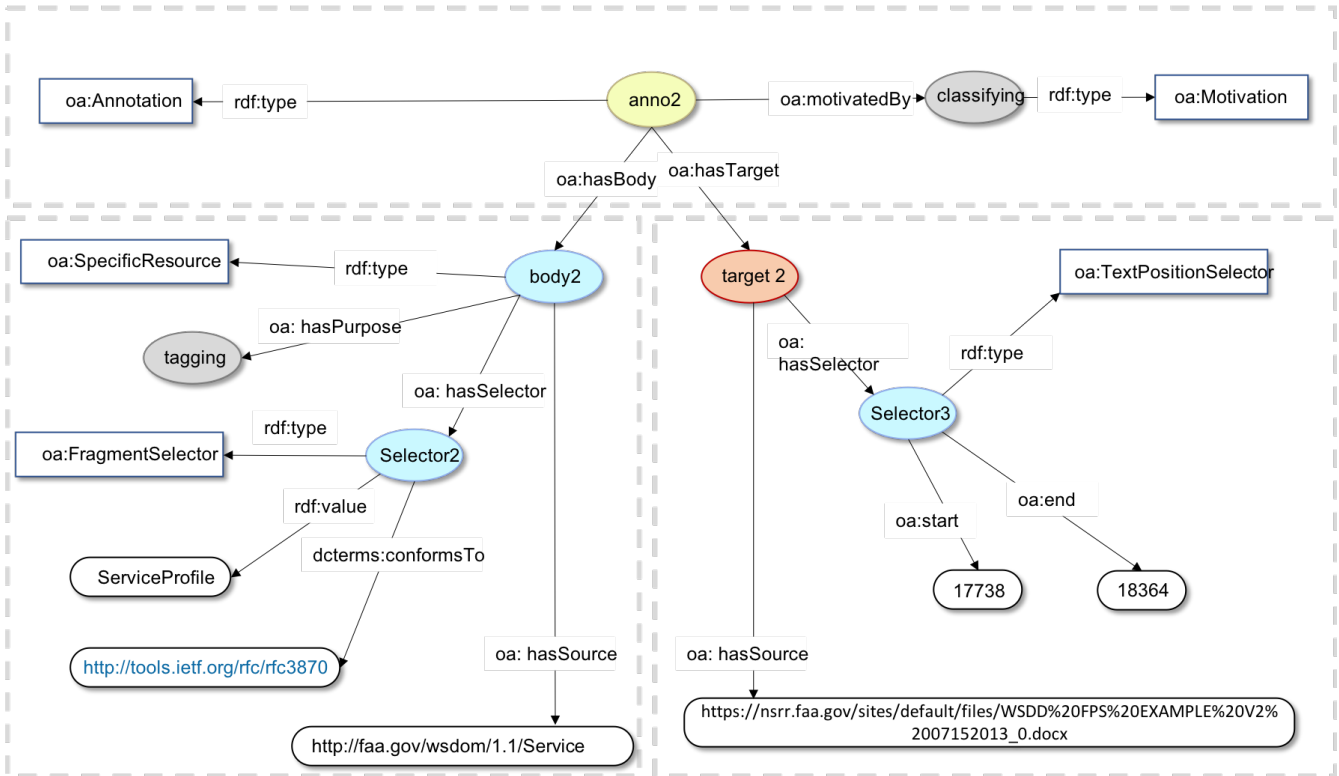 oa:Annotation
rdf:type
anno2
oa:motivatedBy
classifying
rdf:type
oa:Motivation
oa:hasBody
oa:hasTarget
oa:SpecificResource
rdf:type
body2
oa: hasPurpose
tagging
oa: hasSelector
rdf:type
oa:FragmentSelector
Selector2
rdf:value
dcterms:conformsTo
ServiceProfile
http://tools.ietf.org/rfc/rfc3870
oa: hasSource
http://faa.gov/wsdom/1.1/Service
target 2
oa:TextPositionSelector
oa:
hasSelector
rdf:type
Selector3
oa:start
oa:end
17738
18364
oa: hasSource
https://nsrr.faa.gov/sites/default/files/WSDD%20FPS%20EXAMPLE%20V2%
2007152013_0.docx